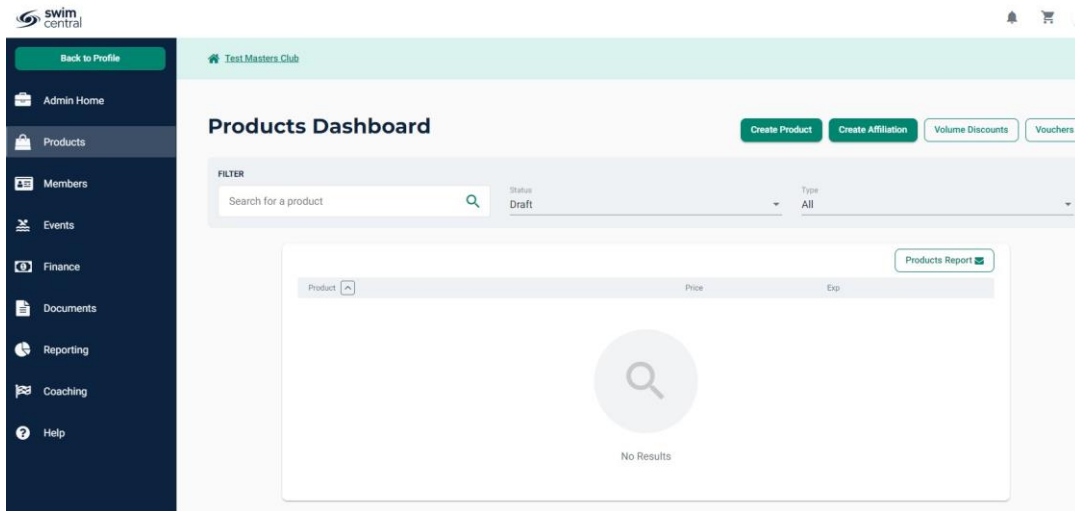 swim
central
Back to Profile
Test Masters Club
Admin Home
Products
Members
Events
Finance
Documents
Reporting
Coaching
Help
Products Dashboard
Create Product
Create Affiliation
Volume Discounts
Vouchers
FILTER
Search for a product
Status
Draft
Type
All
Products Report
Product
Price
Exp
No Results